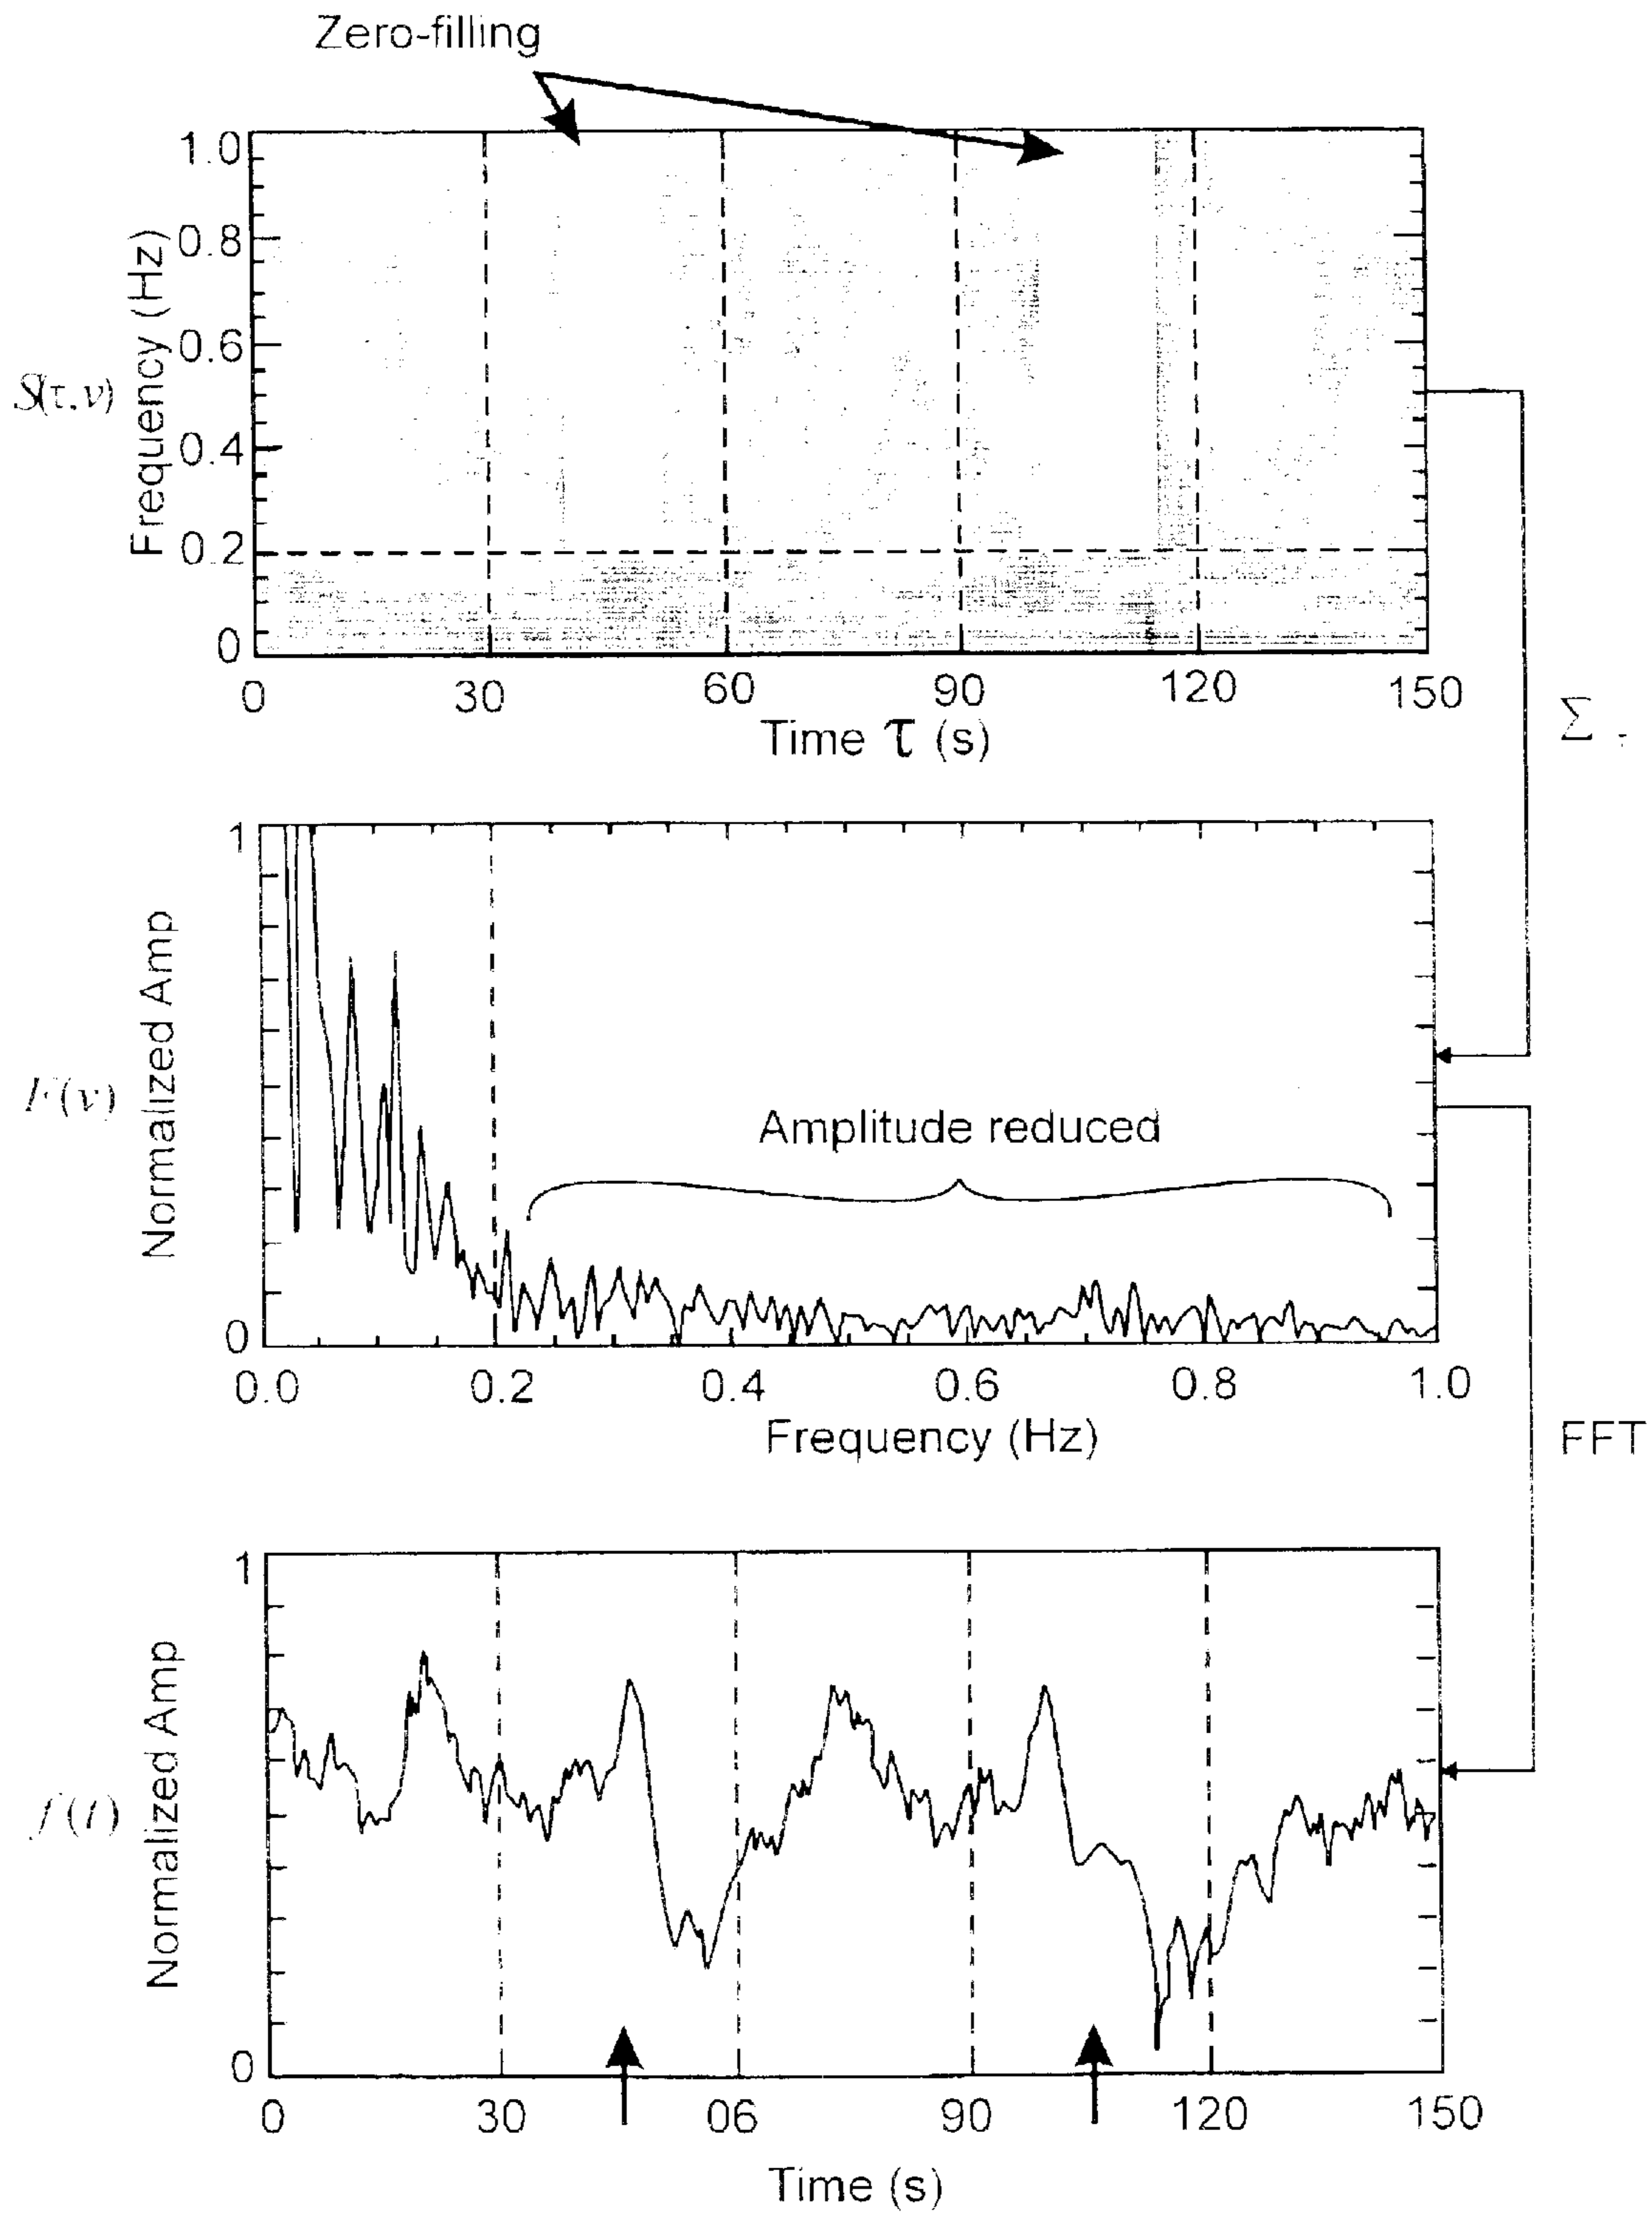 Zero-filling
1.0
0.8
0.6
0.4
0.2
0
Frequency (Hz)
S(τ,ν)
0 30 60 90 120 150
Time τ (s)
Σ
1
0
Normalized Amp
F(ν)
Amplitude reduced
0.0 0.2 0.4 0.6 0.8 1.0
Frequency (Hz)
FFT
1
0
Normalized Amp
f(t)
0 30 06 90 120 150
Time (s)